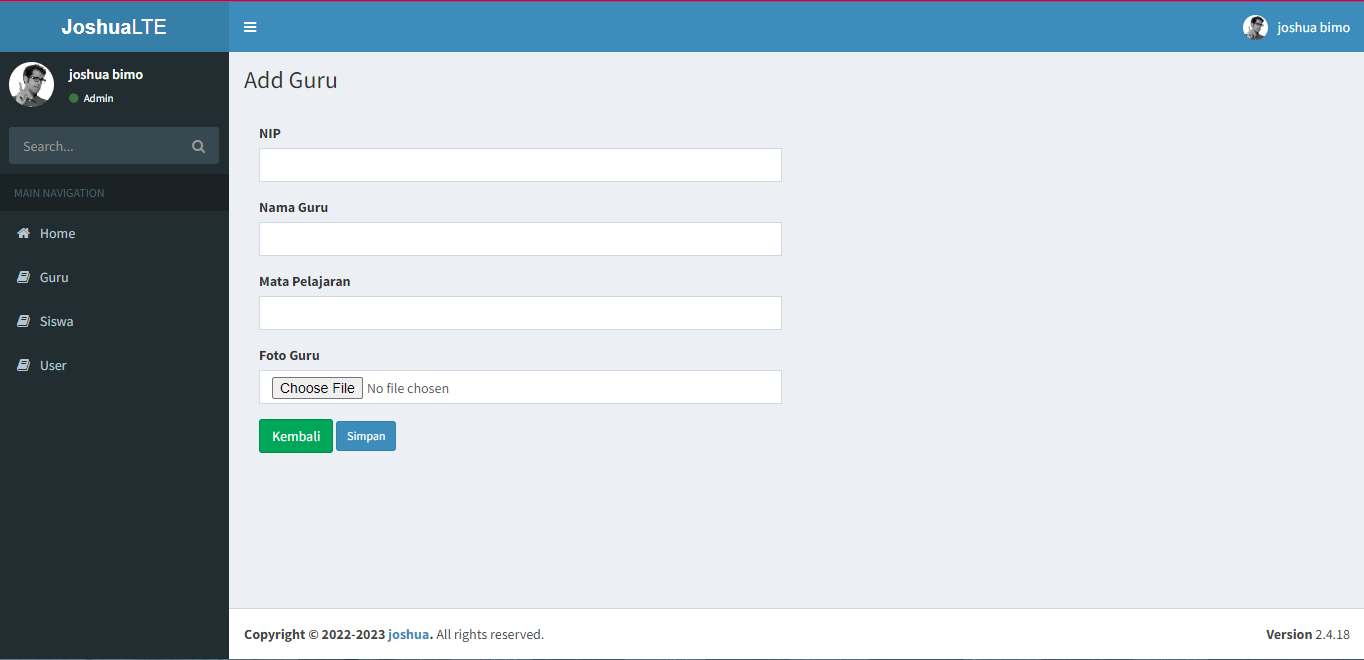 JoshuaLTE
joshua bimo
joshua bimo
Admin
Search...
MAIN NAVIGATION
Home
Guru
Siswa
User
Add Guru
NIP
Nama Guru
Mata Pelajaran
Foto Guru
Choose File No file chosen
Kembali Simpan
Copyright © 2022-2023 joshua. All rights reserved.
Version 2.4.18